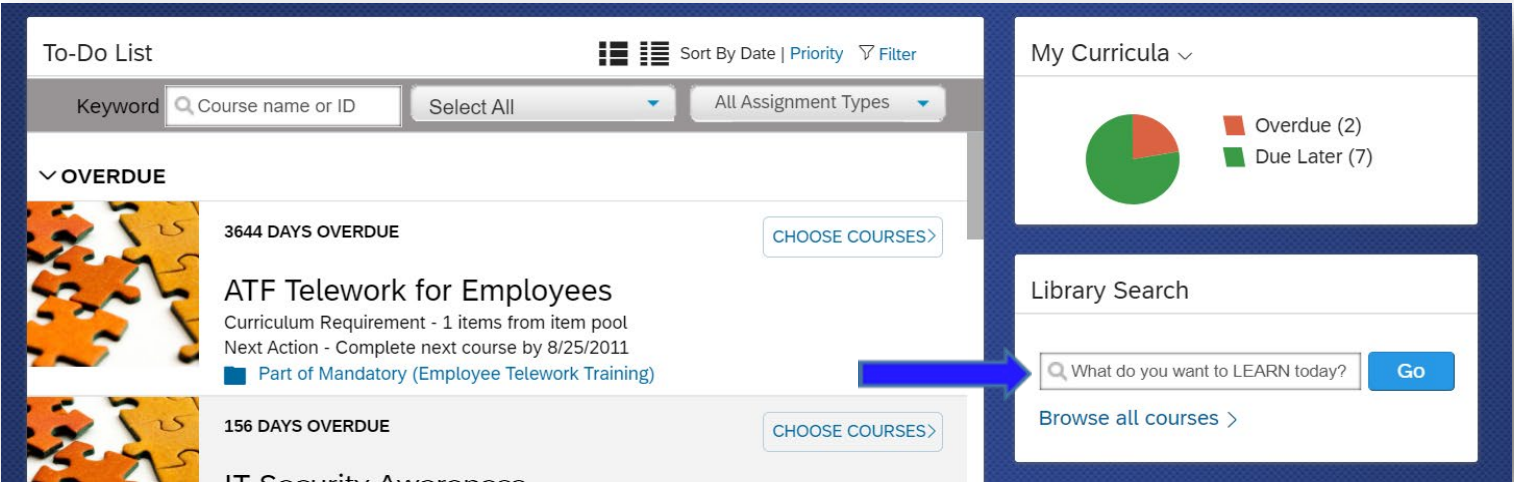 To-Do List
Sort By Date | Priority Filter
Keyword Course name or ID Select All All Assignment Types
OVERDUE
3644 DAYS OVERDUE
CHOOSE COURSES
ATF Telework for Employees
Curriculum Requirement - 1 items from item pool
Next Action - Complete next course by 8/25/2011
Part of Mandatory (Employee Telework Training)
156 DAYS OVERDUE
CHOOSE COURSES
IT Security Awareness
My Curricula
Overdue (2)
Due Later (7)
Library Search
What do you want to LEARN today? Go
Browse all courses >